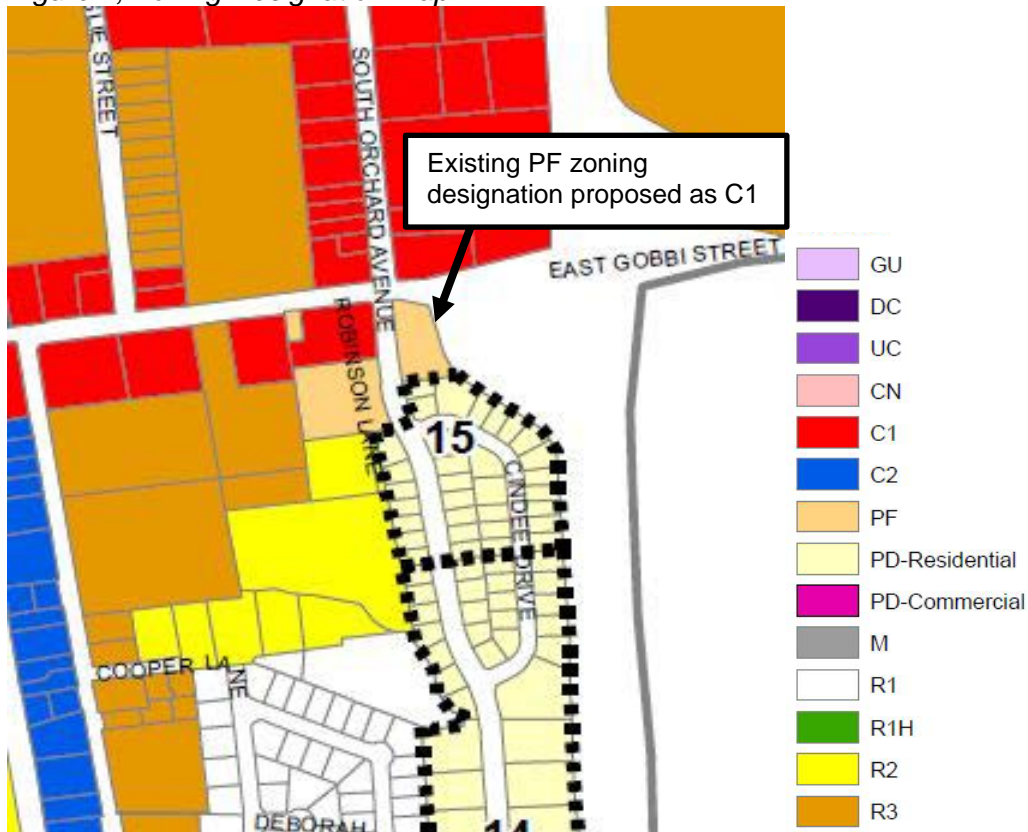 SOUTH ORCHARD AVENUE
Existing PF zoning
designation proposed as C1
EAST GOBBI STREET
ROBINSON LANE
15
CINDEE DRIVE
COOPER LANE
DEBORAH
14
GU
DC
UC
CN
C1
C2
PF
PD-Residential
PD-Commercial
M
R1
R1H
R2
R3